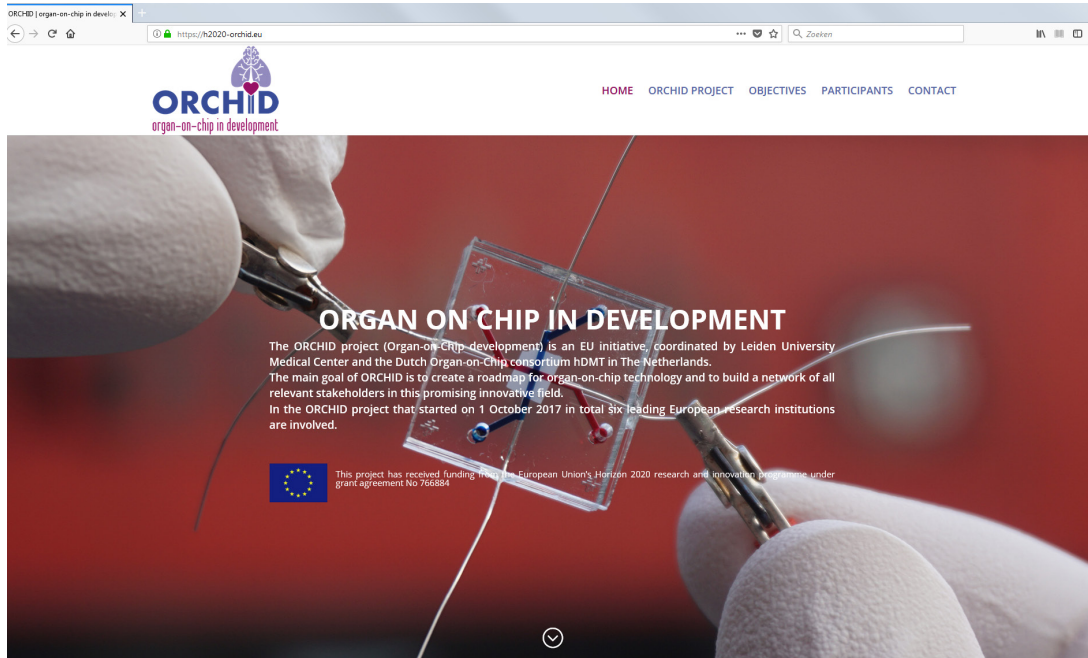 ORCHID | organ-on-chip in develop
https://h2020-orchid.eu
Zoeken
ORCHID
organ-on-chip in development
HOME ORCHID PROJECT OBJECTIVES PARTICIPANTS CONTACT
ORGAN ON CHIP IN DEVELOPMENT
The ORCHID project (Organ-on-Chip development) is an EU initiative, coordinated by Leiden University
Medical Center and the Dutch Organ-on-Chip consortium hDMT in The Netherlands.
The main goal of ORCHID is to create a roadmap for organ-on-chip technology and to build a network of all
relevant stakeholders in this promising innovative field.
In the ORCHID project that started on 1 October 2017 in total six leading European research institutions
are involved.
This project has received funding from the European Union's Horizon 2020 research and innovation programme under
grant agreement No 766884